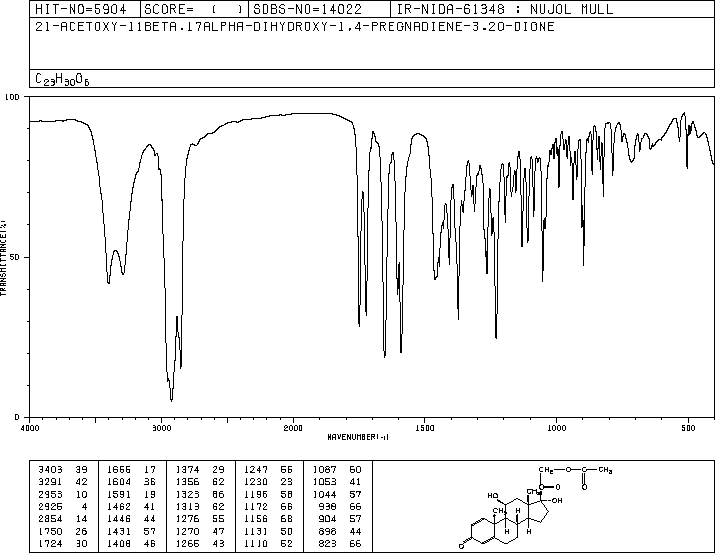 HIT-NO=5904 SCORE= ( ) SDBS-NO=14022 IR-NIDA-61348 : NUJOL MULL
21-ACETOXY-11BETA,17ALPHA-DIHYDROXY-1,4-PREGNADIENE-3,20-DIONE
C23H30O6
100
50
0
TRANSMITTANCE(%)
4000 3000 2000 1500 1000 500
WAVENUMBER(-1)
3403 39 1666 17 1374 29 1247 55 1087 60
3291 42 1604 36 1356 62 1230 23 1053 41
2953 10 1591 19 1323 66 1196 58 1044 57
2925 4 1462 41 1313 62 1172 66 938 66
2854 14 1446 44 1276 55 1156 68 904 57
1750 26 1431 57 1270 47 1131 50 898 44
1724 30 1408 46 1265 43 1110 52 823 66
CH2 O C CH3
C O O
CH3
HO OH
CH3 H
H H
O